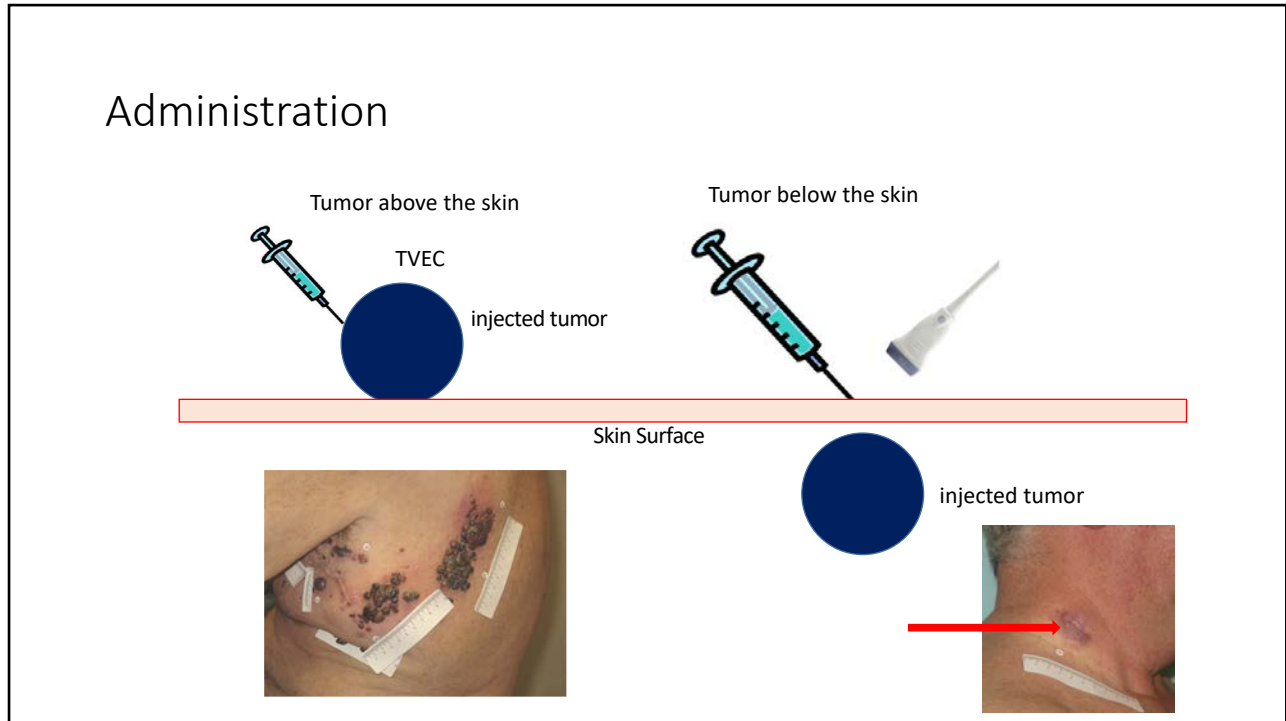 Administration
Tumor above the skin
TVEC
injected tumor
Tumor below the skin
Skin Surface
injected tumor